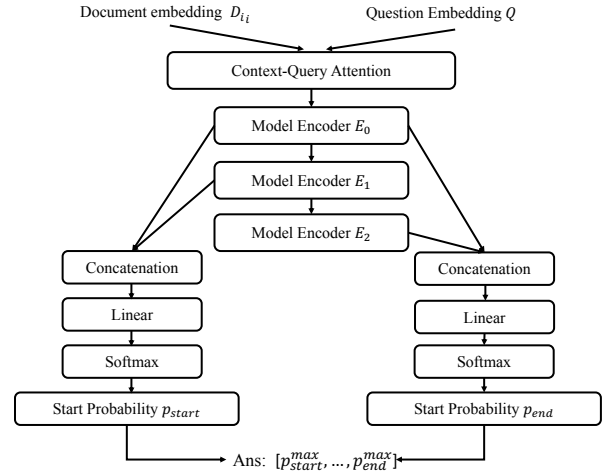 Document embedding D_{i_i}
Question Embedding Q
Context-Query Attention
Model Encoder E_0
Model Encoder E_1
Model Encoder E_2
Concatenation
Concatenation
Linear
Linear
Softmax
Softmax
Start Probability p_{start}
Start Probability p_{end}
Ans: [p_{start}^{max}, ..., p_{end}^{max}]